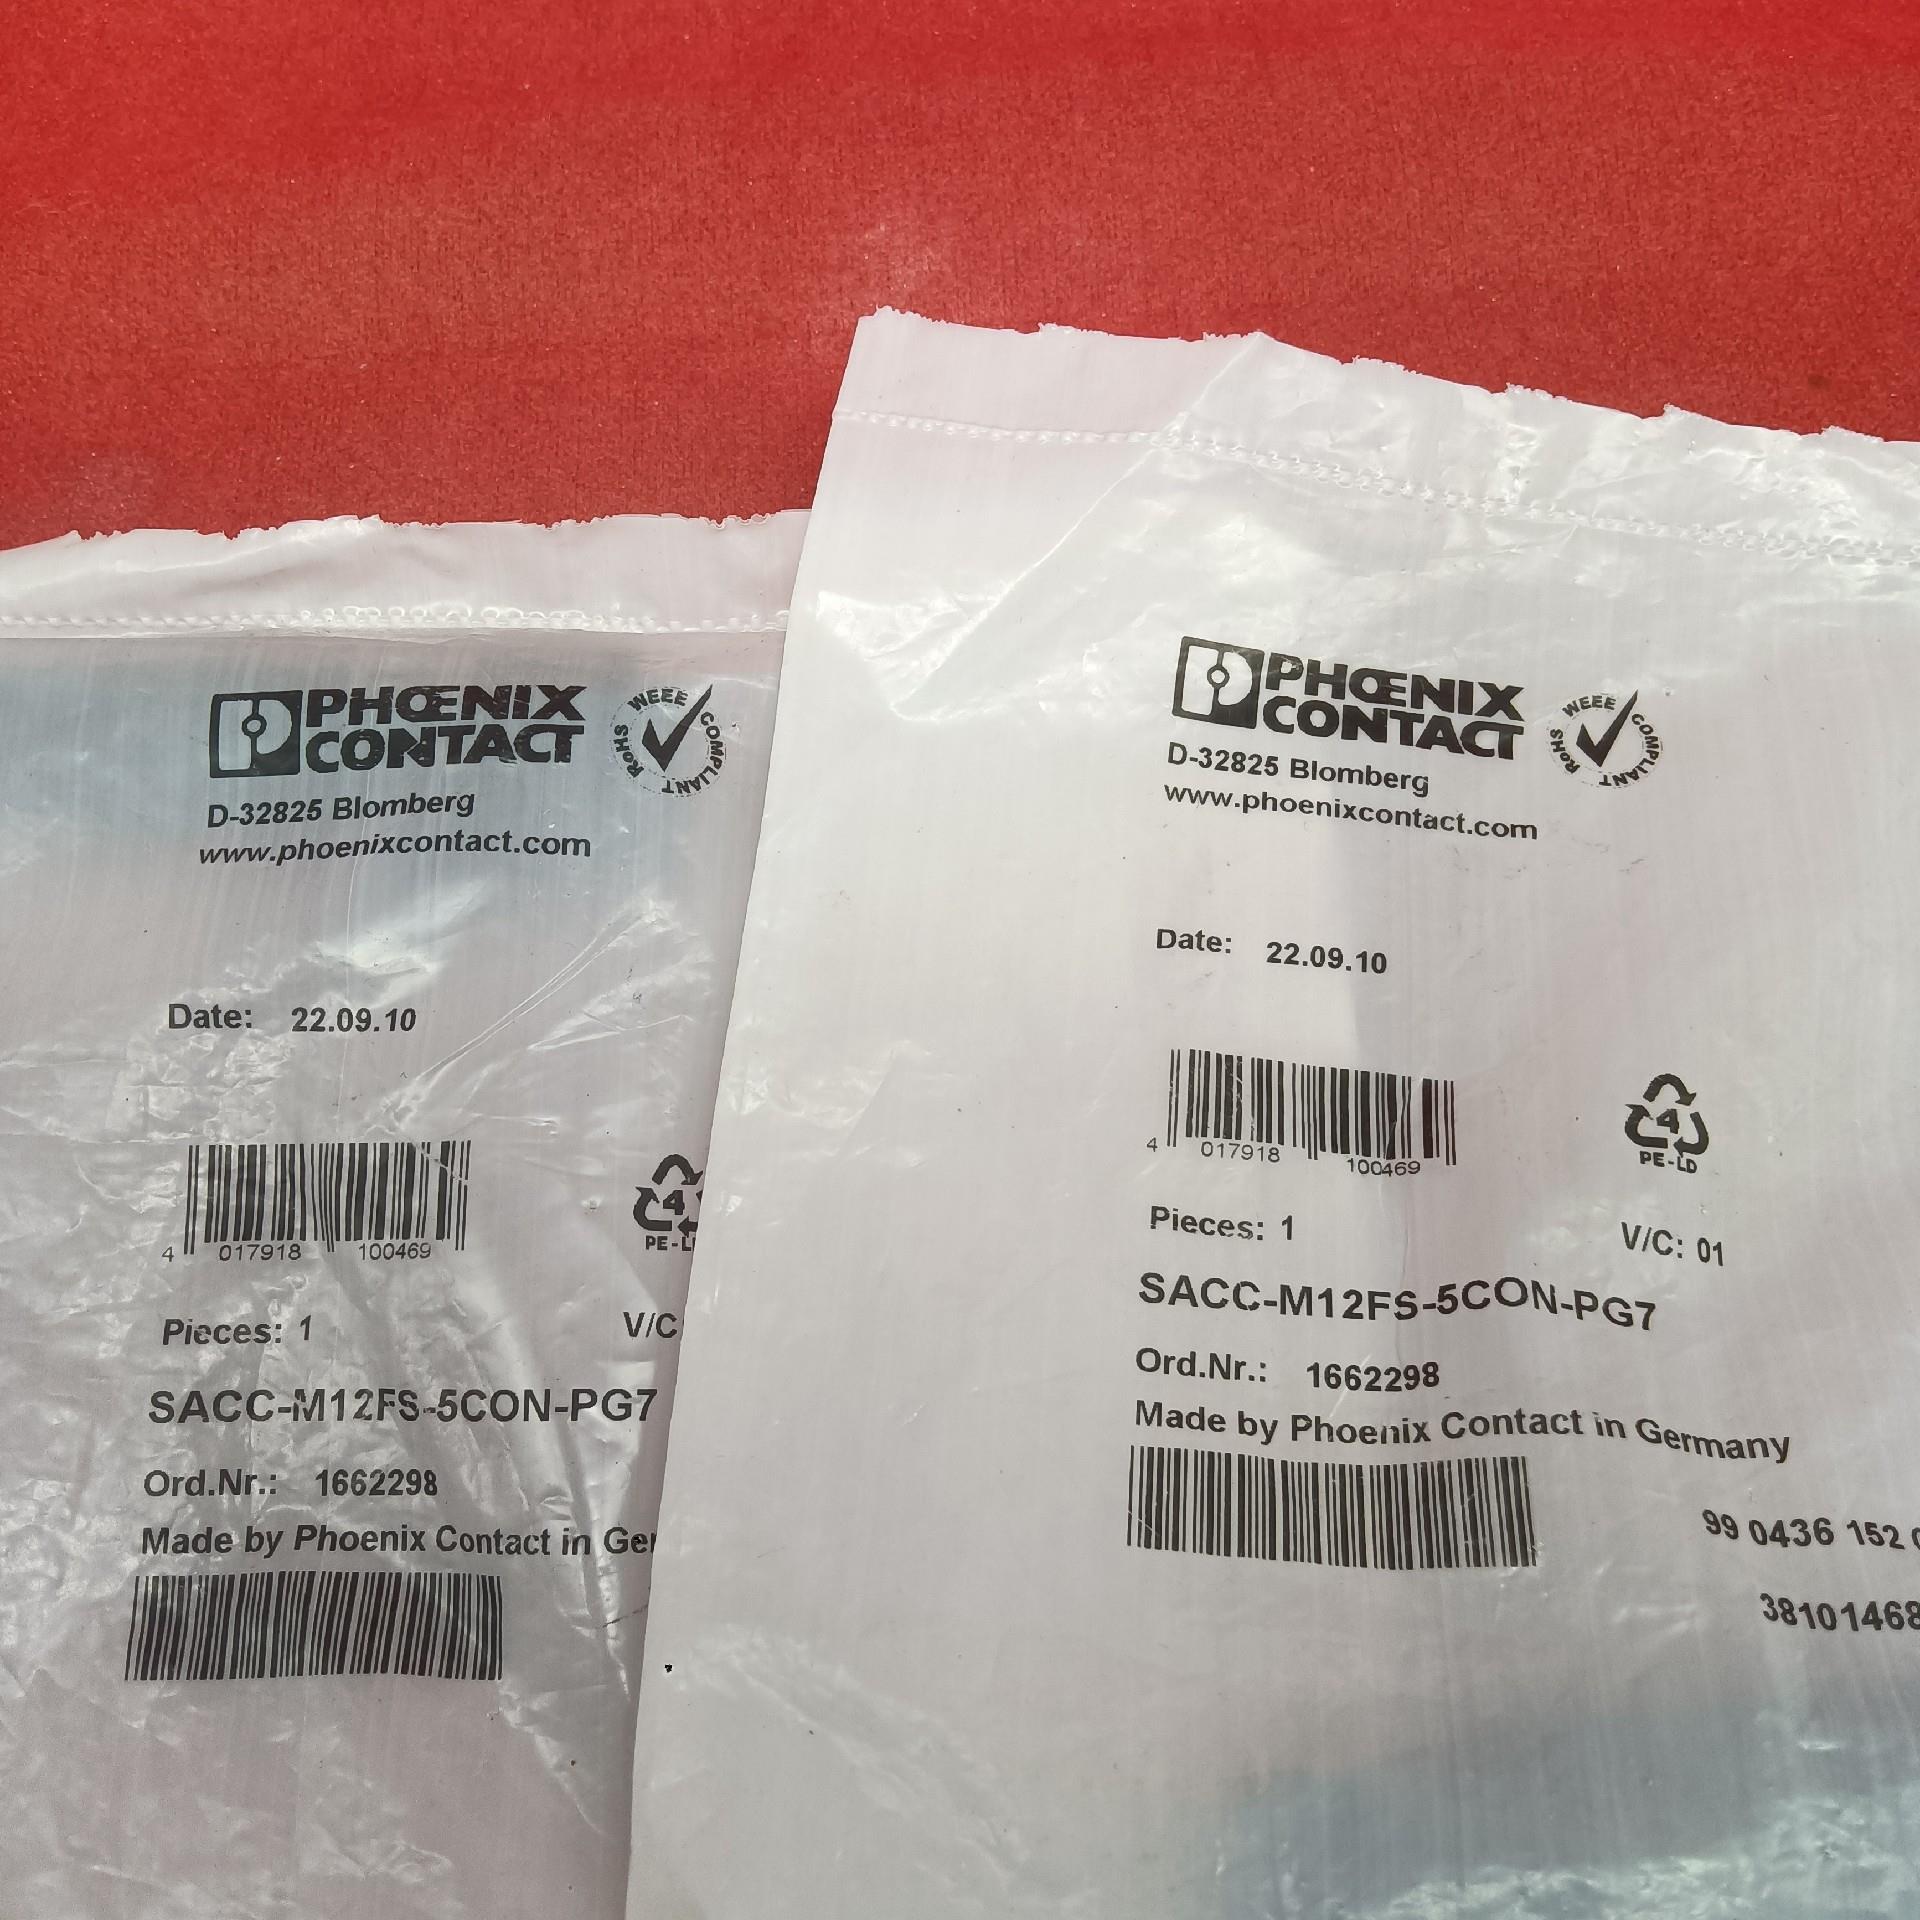 PHOENIX
CONTACT
WEEE
RoHS
COMPLIANT
D-32825 Blomberg
www.phoenixcontact.com
Date: 22.09.10
4 017918 100469
4
Pieces: 1
V/C
SACC-M12FS-5CON-PG7
Ord.Nr.: 1662298
Made by Phoenix Contact in Ger
PHOENIX
CONTACT
WEEE
RoHS
COMPLIANT
D-32825 Blomberg
www.phoenixcontact.com
Date: 22.09.10
4 017918 100469
4
PE-LD
Pieces: 1
V/C: 01
SACC-M12FS-5CON-PG7
Ord.Nr.: 1662298
Made by Phoenix Contact in Germany
99 0436 152
38101468